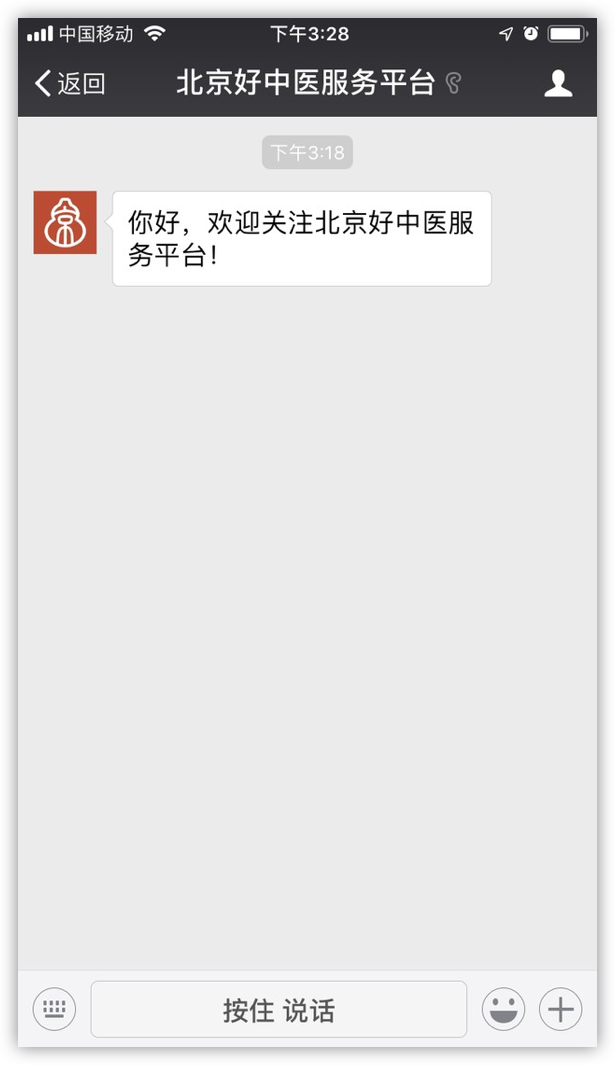 中国移动
下午3:28
返回
北京好中医服务平台
下午3:18
京
你好，欢迎关注北京好中医服
务平台！
按住 说话